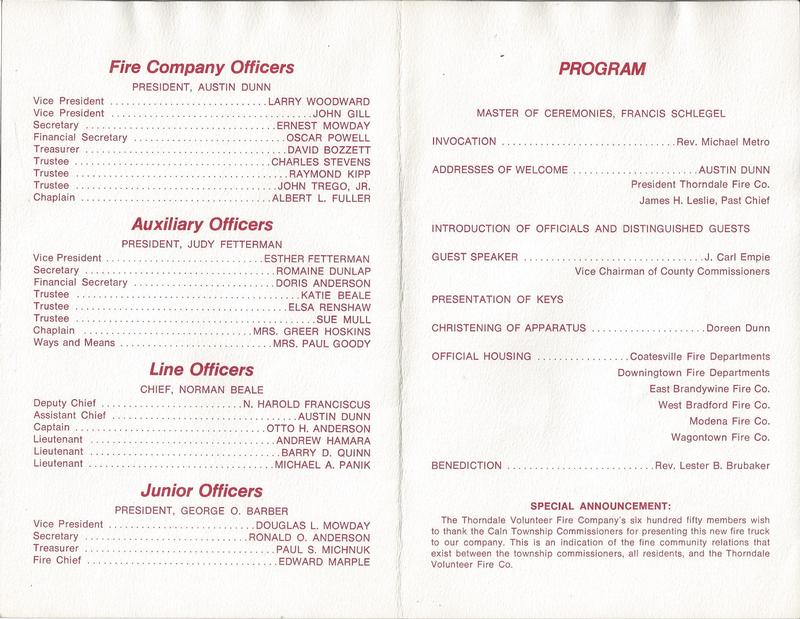 Fire Company Officers
PRESIDENT, AUSTIN DUNN
Vice President ........................... LARRY WOODWARD
Vice President ................................... JOHN GILL
Secretary ................................. ERNEST MOWDAY
Financial Secretary ...................... OSCAR POWELL
Treasurer ................................. DAVID BOZZETT
Trustee .................................. CHARLES STEVENS
Trustee ..................................... RAYMOND KIPP
Trustee ................................... JOHN TREGO, JR.
Chaplain ................................ ALBERT L. FULLER
Auxiliary Officers
PRESIDENT, JUDY FETTERMAN
Vice President ........................... ESTHER FETTERMAN
Secretary ................................ ROMAINE DUNLAP
Financial Secretary ...................... DORIS ANDERSON
Trustee ....................................... KATIE BEALE
Trustee ..................................... ELSA RENSHAW
Trustee ......................................... SUE MULL
Chaplain ............................. MRS. GREER HOSKINS
Ways and Means ...................... MRS. PAUL GOODY
Line Officers
CHIEF, NORMAN BEALE
Deputy Chief ........................ N. HAROLD FRANCISCUS
Assistant Chief ............................... AUSTIN DUNN
Captain ................................ OTTO H. ANDERSON
Lieutenant ............................... ANDREW HAMARA
Lieutenant ................................ BARRY D. QUINN
Lieutenant ............................... MICHAEL A. PANIK
Junior Officers
PRESIDENT, GEORGE O. BARBER
Vice President ......................... DOUGLAS L. MOWDAY
Secretary ............................ RONALD O. ANDERSON
Treasurer ................................ PAUL S. MICHNUK
Fire Chief ................................ EDWARD MARPLE
PROGRAM
MASTER OF CEREMONIES, FRANCIS SCHLEGEL
INVOCATION .............................. Rev. Michael Metro
ADDRESSES OF WELCOME ...................... AUSTIN DUNN
President Thorndale Fire Co.
James H. Leslie, Past Chief
INTRODUCTION OF OFFICIALS AND DISTINGUISHED GUESTS
GUEST SPEAKER ................................ J. Carl Empie
Vice Chairman of County Commissioners
PRESENTATION OF KEYS
CHRISTENING OF APPARATUS .................... Doreen Dunn
OFFICIAL HOUSING ................ Coatesville Fire Departments
Downingtown Fire Departments
East Brandywine Fire Co.
West Bradford Fire Co.
Modena Fire Co.
Wagontown Fire Co.
BENEDICTION .......................... Rev. Lester B. Brubaker
SPECIAL ANNOUNCEMENT:
The Thorndale Volunteer Fire Company's six hundred fifty members wish
to thank the Caln Township Commissioners for presenting this new fire truck
to our company. This is an indication of the fine community relations that
exist between the township commissioners, all residents, and the Thorndale
Volunteer Fire Co.